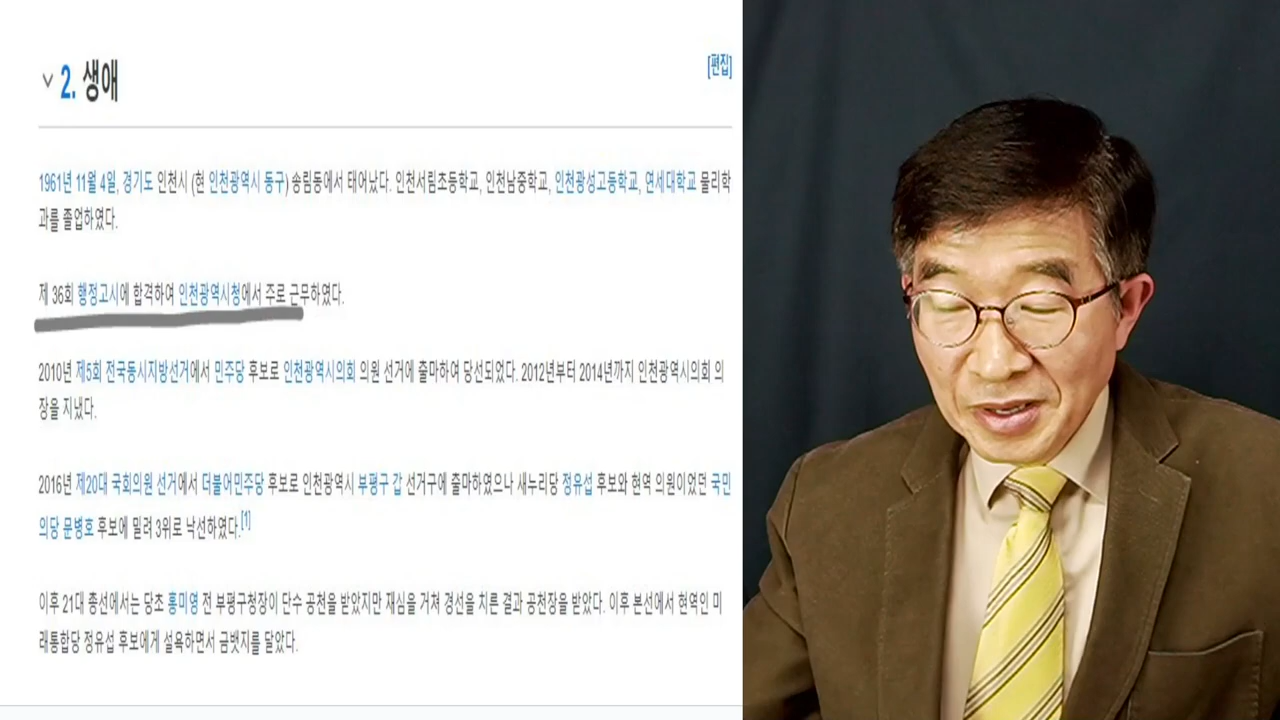 2. 생애
[편집]
1961년 11월 4일, 경기도 인천시 (현 인천광역시 동구) 송림동에서 태어났다. 인천서림초등학교, 인천남중학교, 인천광성고등학교, 연세대학교 물리학
과를 졸업하였다.
제 36회 행정고시에 합격하여 인천광역시청에서 주로 근무하였다.
2010년 제5회 전국동시지방선거에서 민주당 후보로 인천광역시의회 의원 선거에 출마하여 당선되었다. 2012년부터 2014년까지 인천광역시의회 의
장을 지냈다.
2016년 제20대 국회의원 선거에서 더불어민주당 후보로 인천광역시 부평구 갑 선거구에 출마하였으나 새누리당 정유섭 후보와 현역 의원이었던 국민
의당 문병호 후보에 밀려 3위로 낙선하였다.[1]
이후 21대 총선에서는 당초 홍미영 전 부평구청장이 단수 공천을 받았지만 재심을 거쳐 경선을 치른 결과 공천장을 받았다. 이후 본선에서 현역인 미
래통합당 정유섭 후보에게 설욕하면서 금뱃지를 달았다.